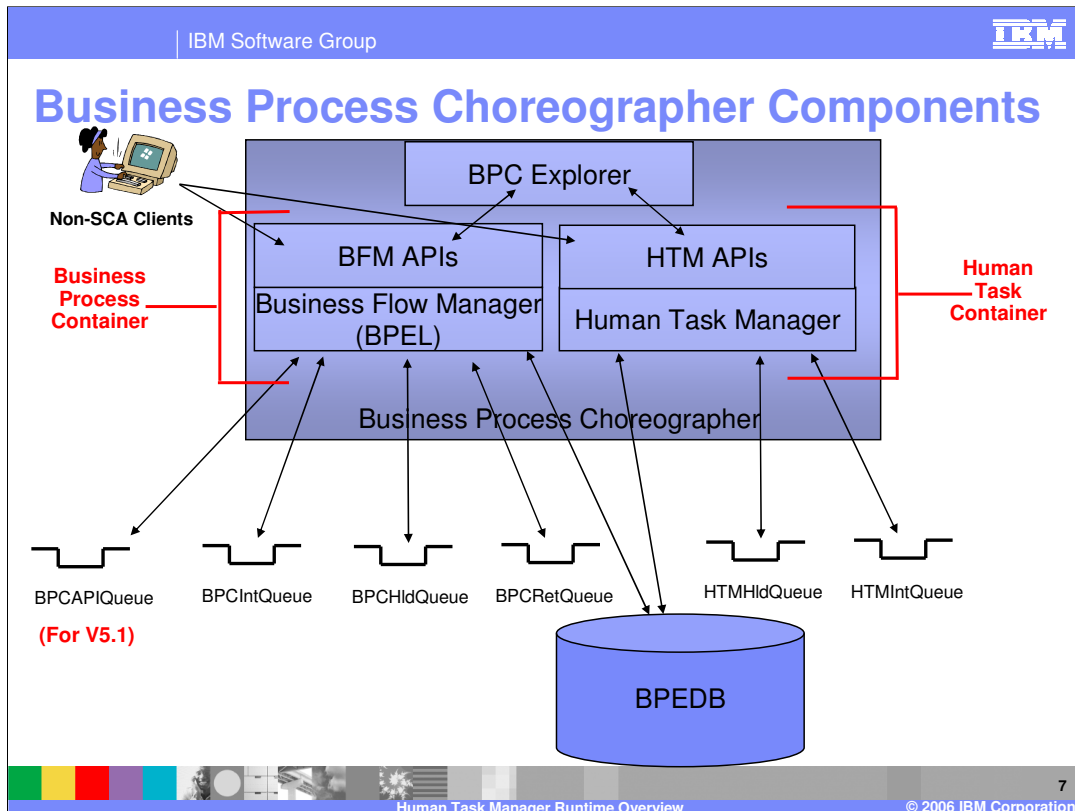 IBM Software Group
IBM
Business Process Choreographer Components
BPC Explorer
Non-SCA Clients
BFM APIs
HTM APIs
Business
Process
Container
Business Flow Manager
(BPEL)
Human Task Manager
Human
Task
Container
Business Process Choreographer
BPCAPIQueue
BPCIntQueue
BPCHldQueue
BPCRetQueue
HTMHldQueue
HTMIntQueue
(For V5.1)
BPEDB
7
Human Task Manager Runtime Overview
© 2006 IBM Corporation